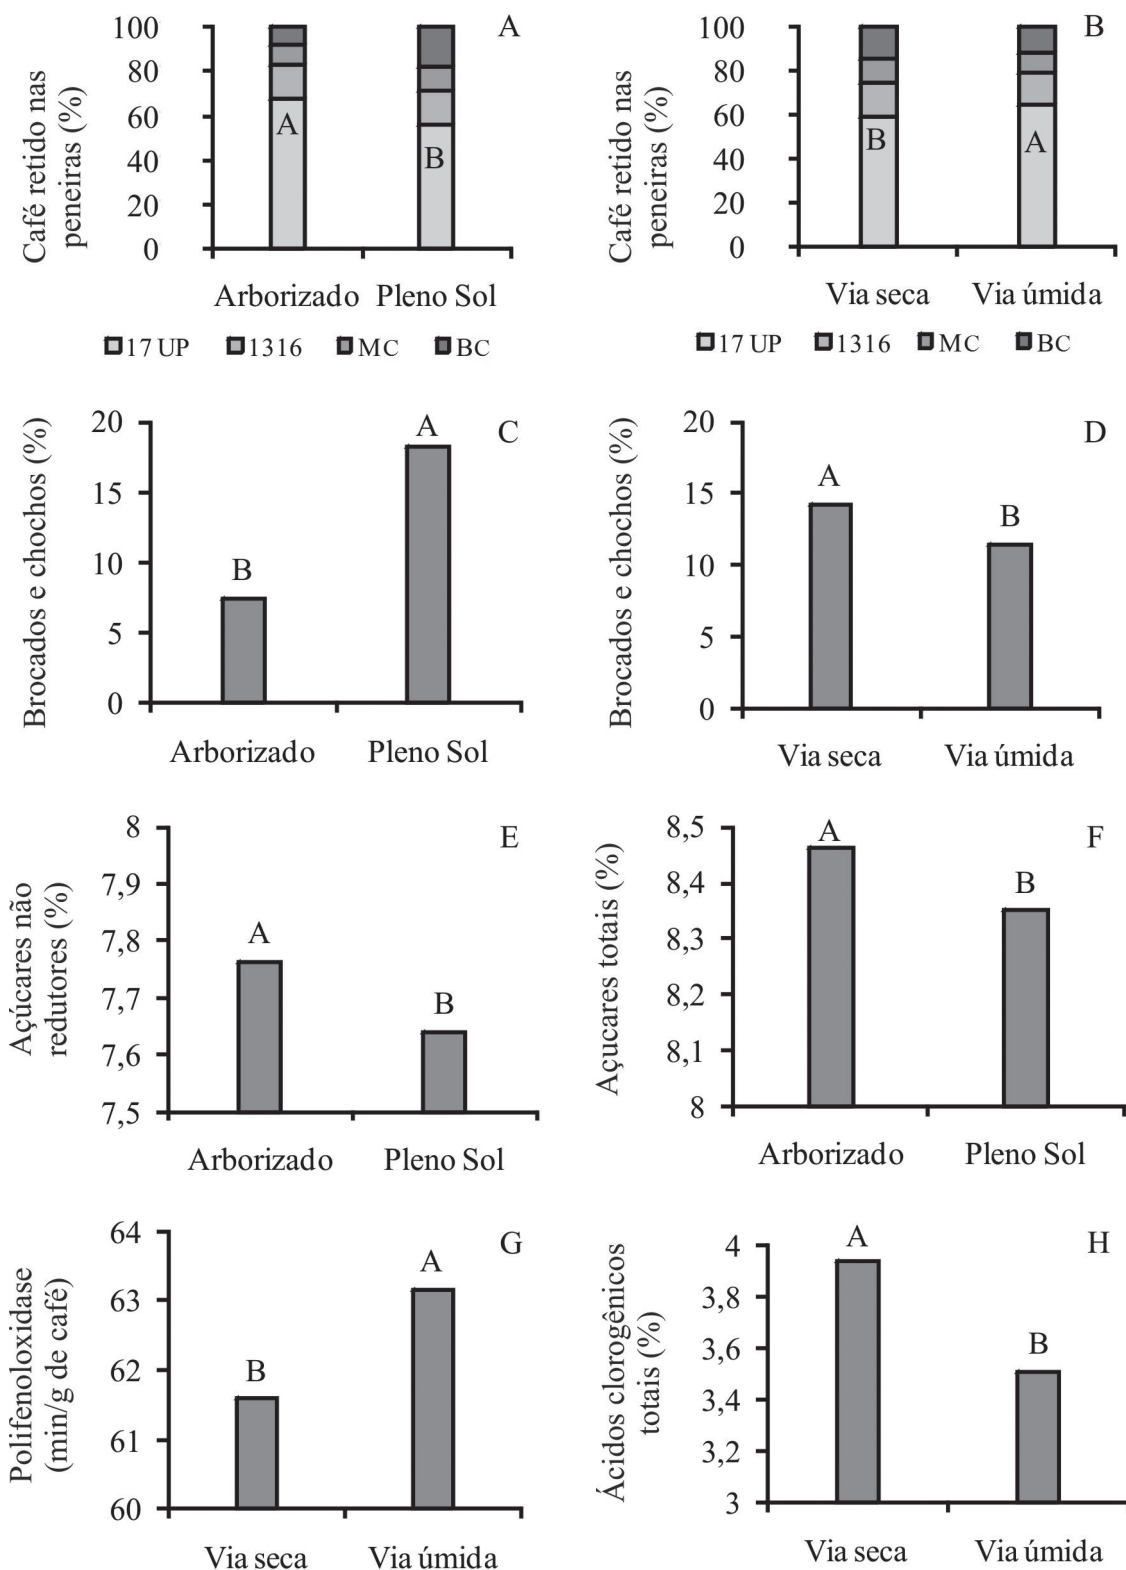 Café retido nas
peneiras (%)
100
80
60
40
20
0
A
A
B
Arborizado Pleno Sol
17 UP 1316 MC BC
Café retido nas
peneiras (%)
100
80
60
40
20
0
B
B
A
Via seca Via úmida
17 UP 1316 MC BC
Brocados e chochos (%)
20
15
10
5
0
C
B
A
Arborizado Pleno Sol
Brocados e chochos (%)
20
15
10
5
0
D
A
B
Via seca Via úmida
Açúcares não
redutores (%)
8
7,9
7,8
7,7
7,6
7,5
E
A
B
Arborizado Pleno Sol
Açucares totais (%)
8,5
8,4
8,3
8,2
8,1
8
F
A
B
Arborizado Pleno Sol
Polifenoloxidase
(min/g de café)
64
63
62
61
60
G
B
A
Via seca Via úmida
Ácidos clorogênicos
totais (%)
4
3,8
3,6
3,4
3,2
3
H
A
B
Via seca Via úmida